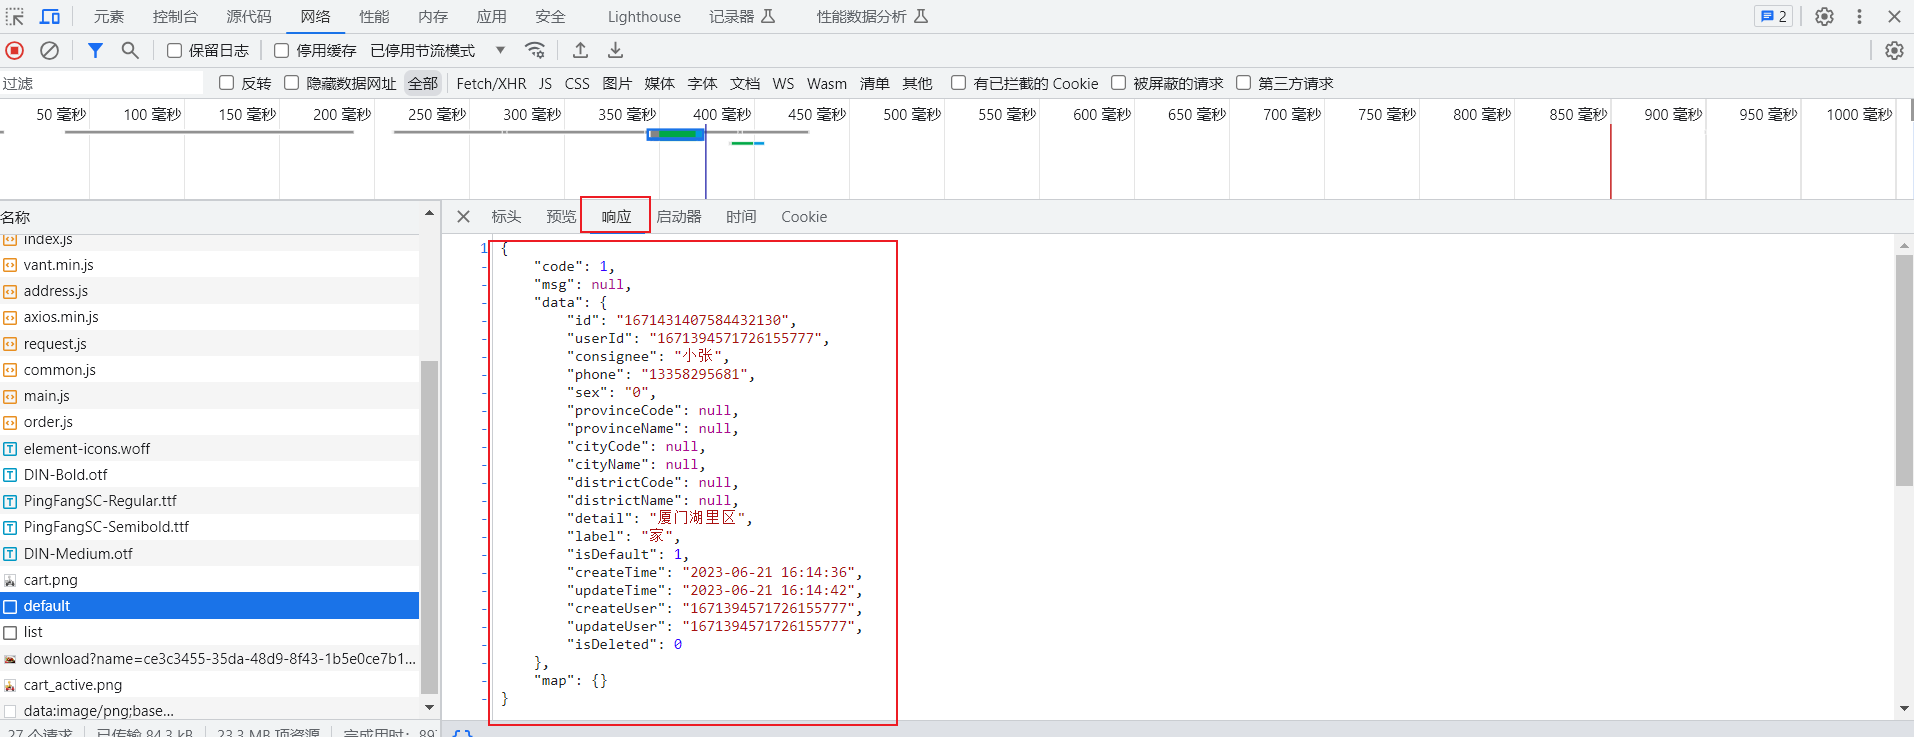 元素 控制台 源代码 网络 性能 内存 应用 安全 Lighthouse 记录器 性能数据分析 2
保留日志 停用缓存 已停用节流模式
过滤 反转 隐藏数据网址 全部 Fetch/XHR JS CSS 图片 媒体 字体 文档 WS Wasm 清单 其他 有已拦截的 Cookie 被屏蔽的请求 第三方请求
50 毫秒 100 毫秒 150 毫秒 200 毫秒 250 毫秒 300 毫秒 350 毫秒 400 毫秒 450 毫秒 500 毫秒 550 毫秒 600 毫秒 650 毫秒 700 毫秒 750 毫秒 800 毫秒 850 毫秒 900 毫秒 950 毫秒 1000 毫秒
名称
index.js
vant.min.js
address.js
axios.min.js
request.js
common.js
main.js
order.js
element-icons.woff
DIN-Bold.otf
PingFangSC-Regular.ttf
PingFangSC-Semibold.ttf
DIN-Medium.otf
cart.png
default
list
download?name=ce3c3455-35da-48d9-8f43-1b5e0ce7b1...
cart_active.png
data:image/png;base...
27 个请求 已传输 84.3 kB 23.3 MB 项资源 完成用时: 897
标头 预览 响应 启动器 时间 Cookie
1 {
- "code": 1,
- "msg": null,
- "data": {
- "id": "1671431407584432130",
- "userId": "1671394571726155777",
- "consignee": "小张",
- "phone": "13358295681",
- "sex": "0",
- "provinceCode": null,
- "provinceName": null,
- "cityCode": null,
- "cityName": null,
- "districtCode": null,
- "districtName": null,
- "detail": "厦门湖里区",
- "label": "家",
- "isDefault": 1,
- "createTime": "2023-06-21 16:14:36",
- "updateTime": "2023-06-21 16:14:42",
- "createUser": "1671394571726155777",
- "updateUser": "1671394571726155777",
- "isDeleted": 0
- },
- "map": {}
- }
{ }